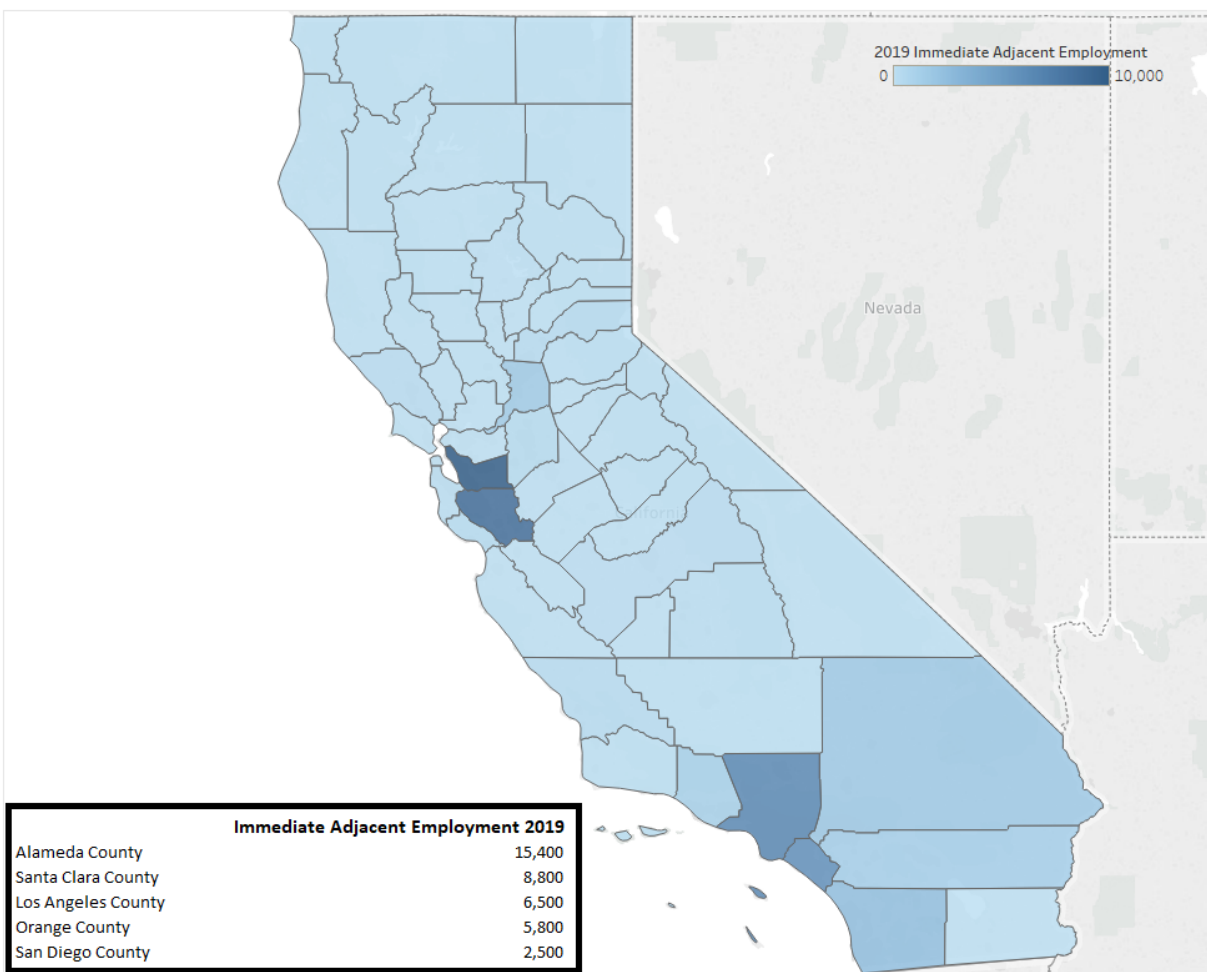 2019 Immediate Adjacent Employment
0 10,000
Nevada
California
Immediate Adjacent Employment 2019
Alameda County 15,400
Santa Clara County 8,800
Los Angeles County 6,500
Orange County 5,800
San Diego County 2,500